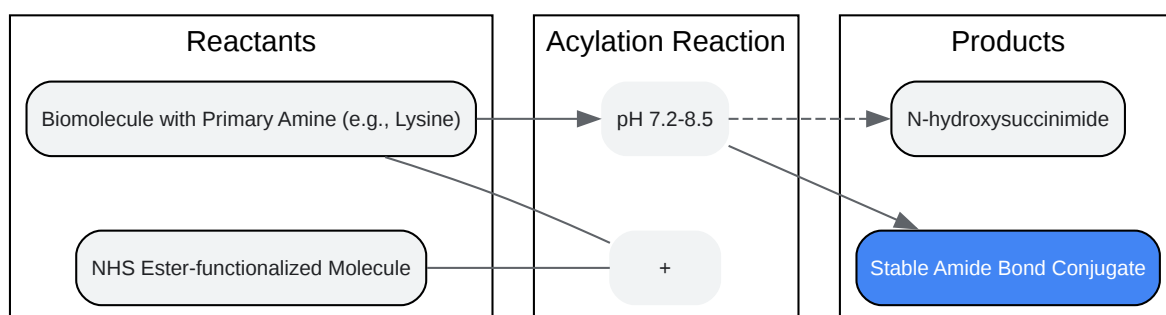 Reactants
Acylation Reaction
Products
Biomolecule with Primary Amine (e.g., Lysine)
pH 7.2-8.5
N-hydroxysuccinimide
NHS Ester-functionalized Molecule
+
Stable Amide Bond Conjugate